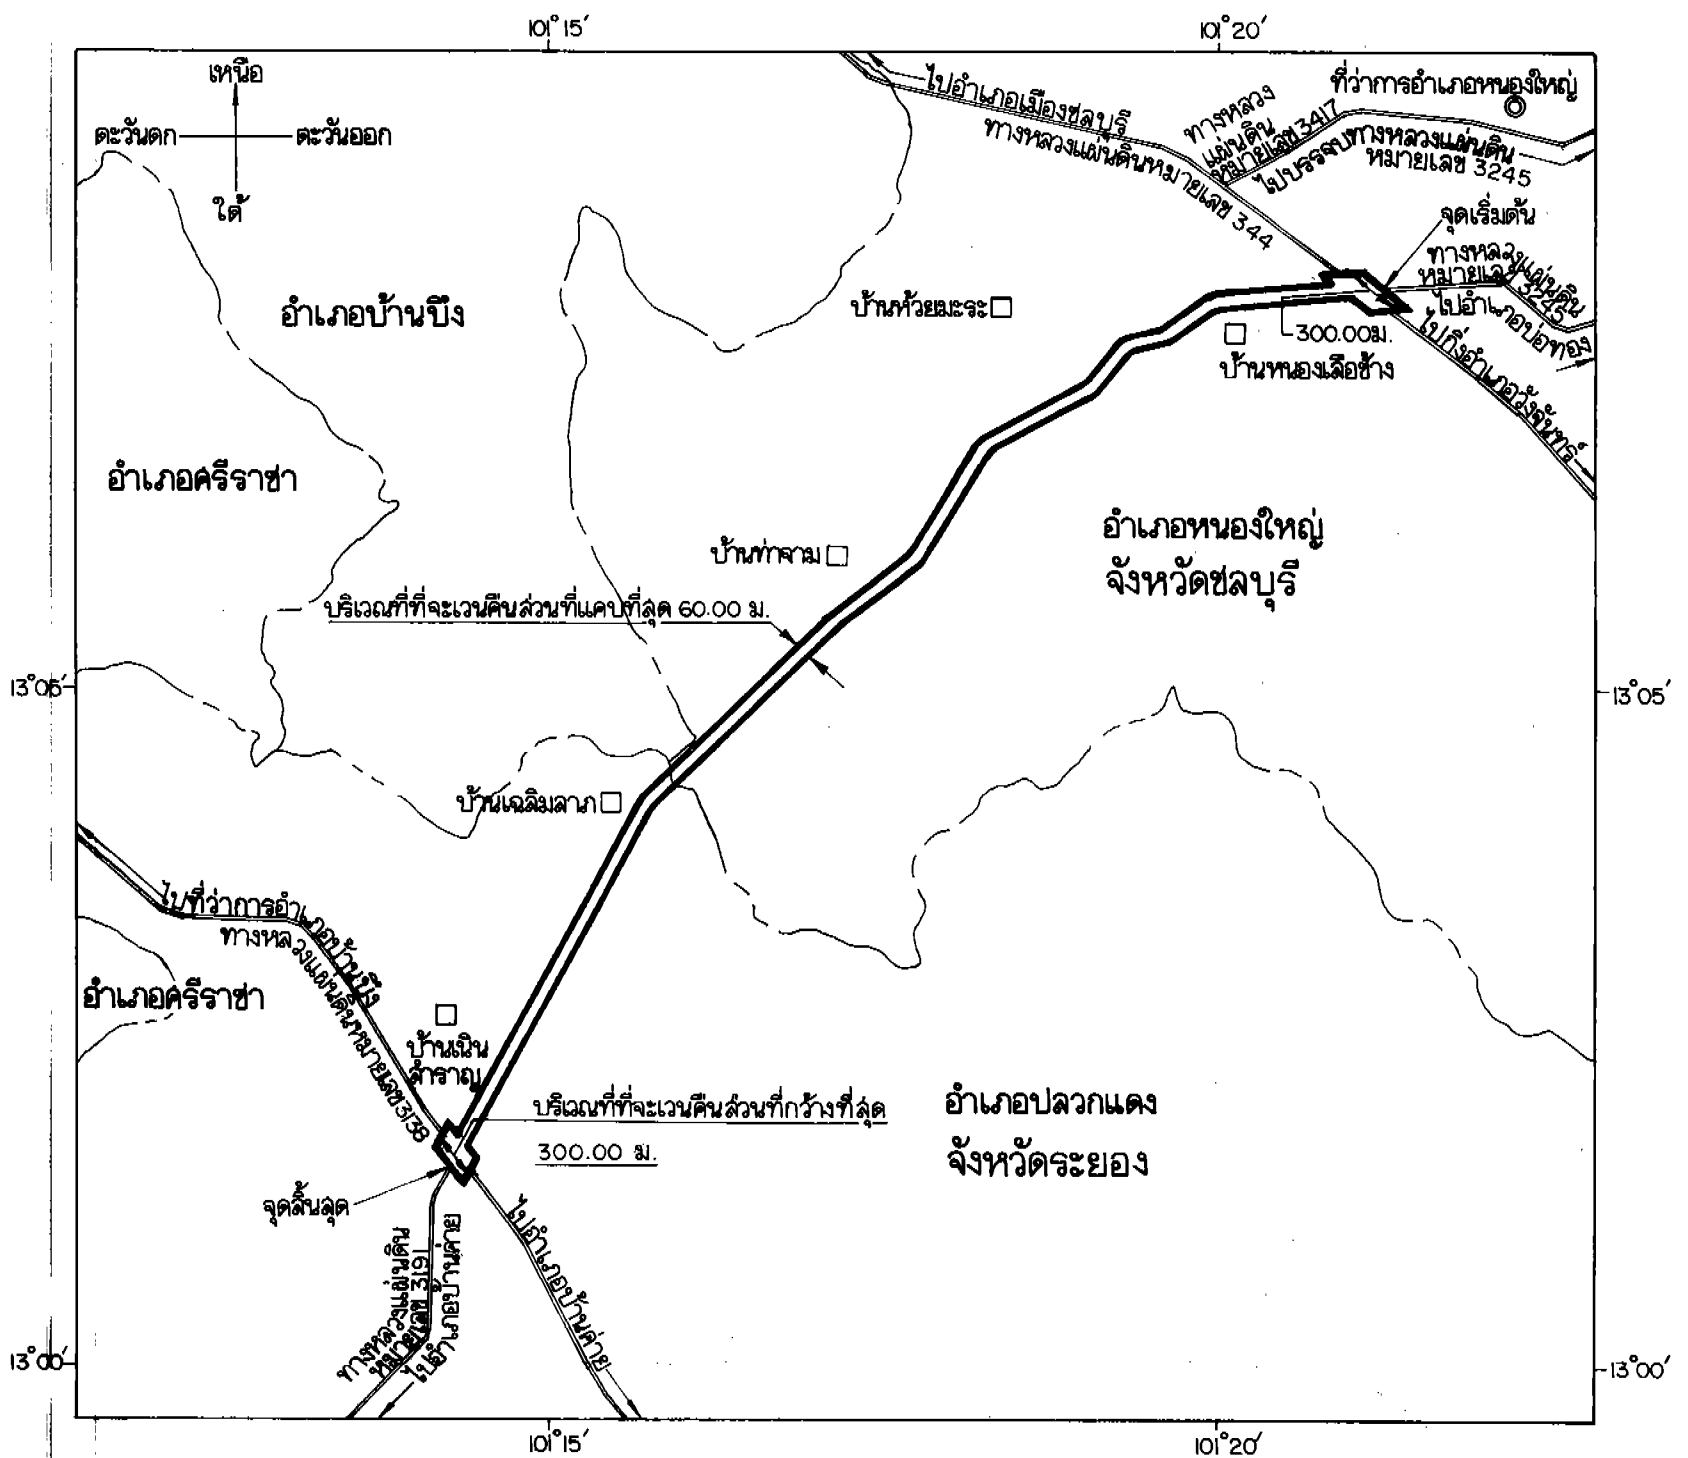 101°15′
101°20′
เหนือ
ตะวันตก
ตะวันออก
ใต้
ไปอำเภอเมืองชลบุรี
ทางหลวงแผ่นดินหมายเลข 344
ทางหลวง
แผ่นดิน
หมายเลข 3417
ที่ว่าการอำเภอหนองใหญ่
ไปบรรจบทางหลวงแผ่นดิน
หมายเลข 3245
จุดเริ่มต้น
ทางหลวงแผ่นดิน
หมายเลข 3245
ไปอำเภอบ่อทอง
ไปกิ่งอำเภอวังจันทร์
อำเภอบ้านบึง
บ้านห้วยมะระ
300.00ม.
บ้านหนองเสือช้าง
อำเภอศรีราชา
อำเภอหนองใหญ่
จังหวัดชลบุรี
บ้านท่าจาม
บริเวณที่ที่จะเวนคืนส่วนที่แคบที่สุด 60.00 ม.
13°05′
13°05′
บ้านเฉลิมลาภ
ไปที่ว่าการอำเภอบ้านบึง
ทางหลวงแผ่นดินหมายเลข 3138
อำเภอศรีราชา
บ้านเนิน
สำราญ
บริเวณที่ที่จะเวนคืนส่วนที่กว้างที่สุด
300.00 ม.
อำเภอปลวกแดง
จังหวัดระยอง
จุดสิ้นสุด
ทางหลวงแผ่นดิน
หมายเลข 3191
ไปอำเภอบ้านค่าย
ไปอำเภอบ้านค่าย
13°00′
13°00′
101°15′
101°20′